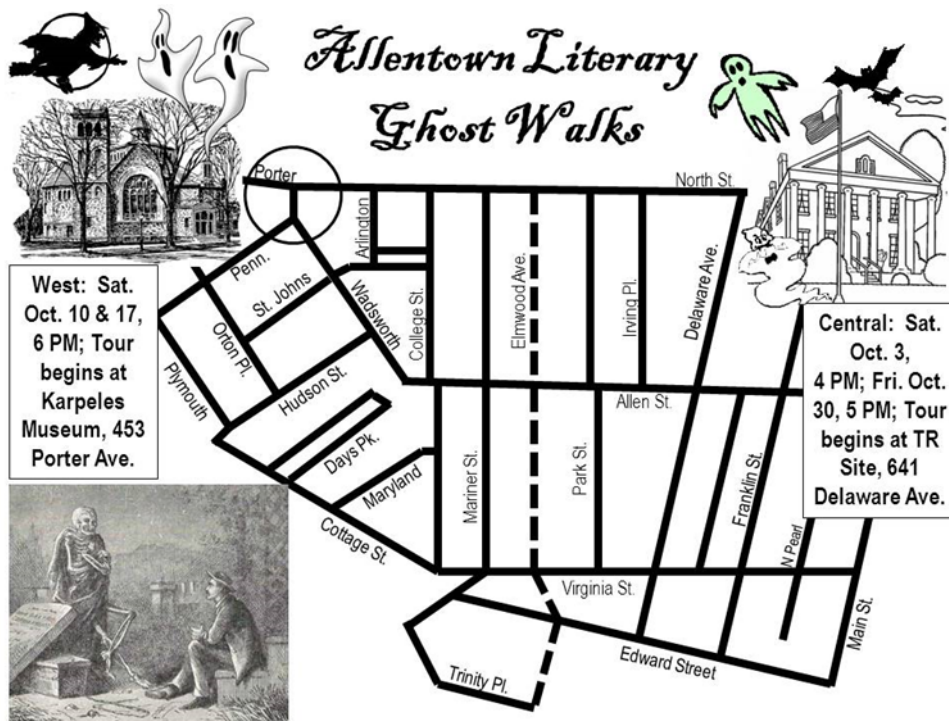 Allentown Literary
Ghost Walks
Porter
North St.
Arlington
Penn.
St. Johns
Wadsworth
College St.
Elmwood Ave.
Irving Pl.
Delaware Ave.
Orton Pl.
Plymouth
Hudson St.
Allen St.
Days Pk.
Maryland
Mariner St.
Park St.
Franklin St.
N Pearl
Cottage St.
Virginia St.
Main St.
Edward Street
Trinity Pl.
West: Sat.
Oct. 10 & 17,
6 PM; Tour
begins at
Karpeles
Museum, 453
Porter Ave.
Central: Sat.
Oct. 3,
4 PM; Fri. Oct.
30, 5 PM; Tour
begins at TR
Site, 641
Delaware Ave.